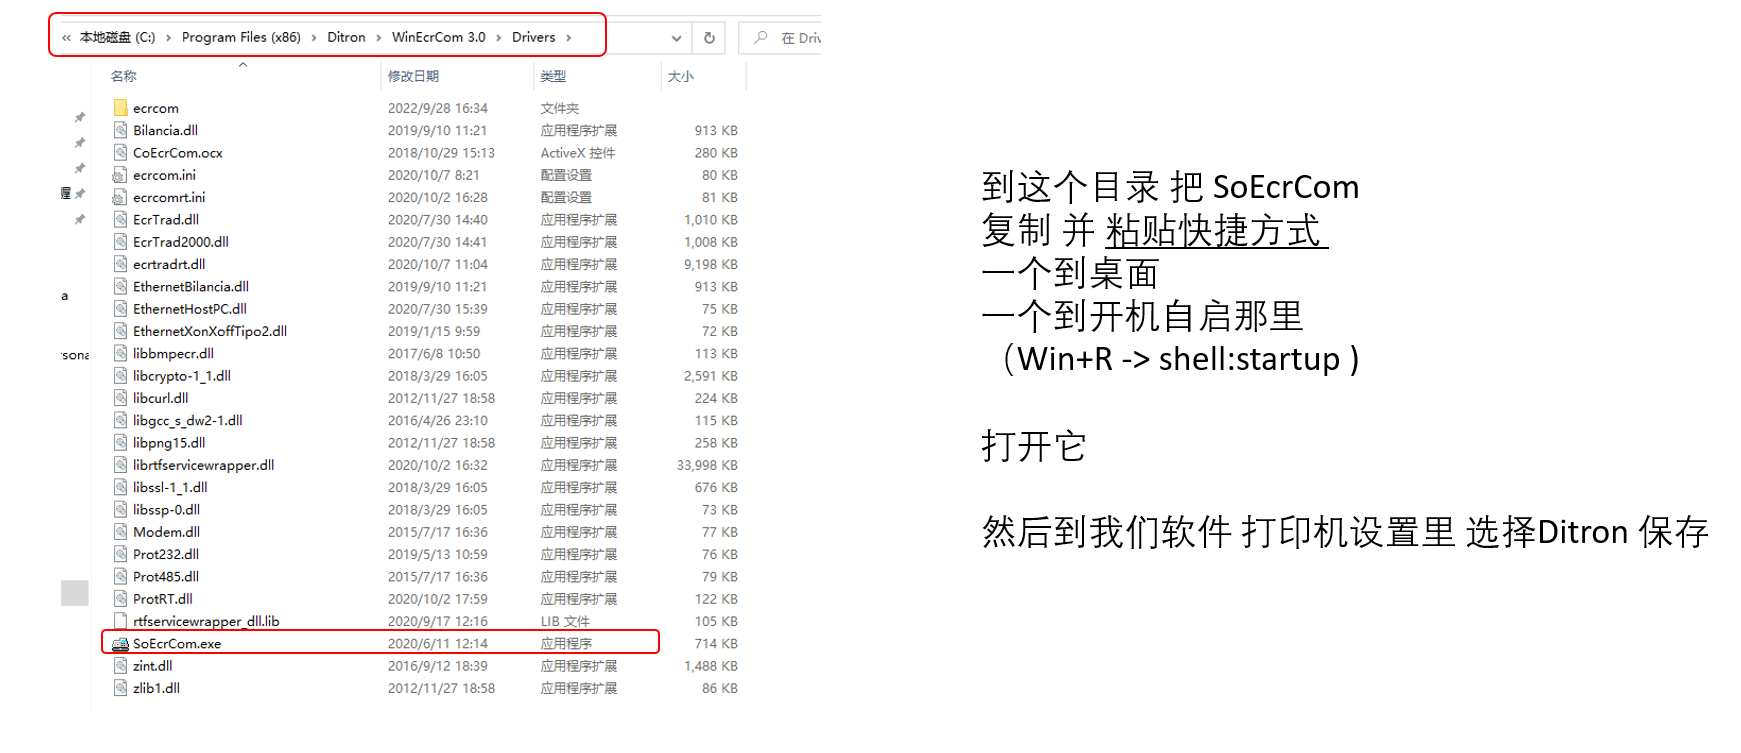 « 本地磁盘 (C:) › Program Files (x86) › Ditron › WinEcrCom 3.0 › Drivers ›
在 Driv
名称 修改日期 类型 大小
ecrcom 2022/9/28 16:34 文件夹
Bilancia.dll 2019/9/10 11:21 应用程序扩展 913 KB
CoEcrCom.ocx 2018/10/29 15:13 ActiveX 控件 280 KB
ecrcom.ini 2020/10/7 8:21 配置设置 80 KB
ecrcomrt.ini 2020/10/2 16:28 配置设置 81 KB
EcrTrad.dll 2020/7/30 14:40 应用程序扩展 1,010 KB
EcrTrad2000.dll 2020/7/30 14:41 应用程序扩展 1,008 KB
ecrtradrt.dll 2020/10/7 11:04 应用程序扩展 9,198 KB
EthernetBilancia.dll 2019/9/10 11:21 应用程序扩展 913 KB
EthernetHostPC.dll 2020/7/30 15:39 应用程序扩展 75 KB
EthernetXonXoffTipo2.dll 2019/1/15 9:59 应用程序扩展 72 KB
libbmpecr.dll 2017/6/8 10:50 应用程序扩展 113 KB
libcrypto-1_1.dll 2018/3/29 16:05 应用程序扩展 2,591 KB
libcurl.dll 2012/11/27 18:58 应用程序扩展 224 KB
libgcc_s_dw2-1.dll 2016/4/26 23:10 应用程序扩展 115 KB
libpng15.dll 2012/11/27 18:58 应用程序扩展 258 KB
librtfservicewrapper.dll 2020/10/2 16:32 应用程序扩展 33,998 KB
libssl-1_1.dll 2018/3/29 16:05 应用程序扩展 676 KB
libssp-0.dll 2018/3/29 16:05 应用程序扩展 73 KB
Modem.dll 2015/7/17 16:36 应用程序扩展 77 KB
Prot232.dll 2019/5/13 10:59 应用程序扩展 76 KB
Prot485.dll 2015/7/17 16:36 应用程序扩展 79 KB
ProtRT.dll 2020/10/2 17:59 应用程序扩展 122 KB
rtfservicewrapper_dll.lib 2020/9/17 12:16 LIB 文件 105 KB
SoEcrCom.exe 2020/6/11 12:14 应用程序 714 KB
zint.dll 2016/9/12 18:39 应用程序扩展 1,488 KB
zlib1.dll 2012/11/27 18:58 应用程序扩展 86 KB
a
rsona
到这个目录 把 SoEcrCom
复制 并 粘贴快捷方式
一个到桌面
一个到开机自启那里
（Win+R -> shell:startup )
打开它
然后到我们软件 打印机设置里 选择Ditron 保存